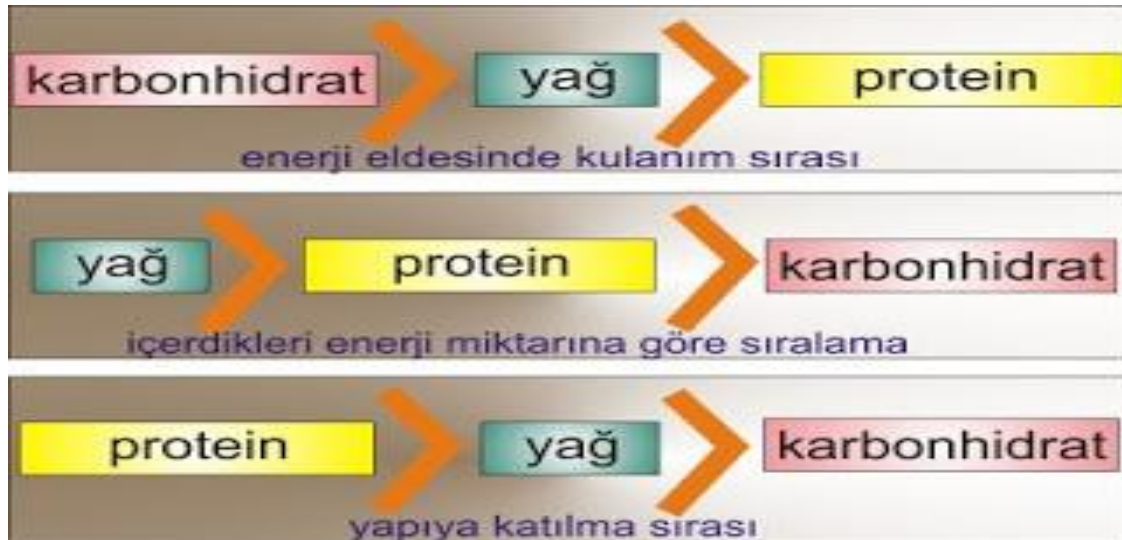 karbonhidrat > yağ > protein
enerji eldesinde kulanım sırası
yağ > protein > karbonhidrat
içerdikleri enerji miktarına göre sıralama
protein > yağ > karbonhidrat
yapıya katılma sırası